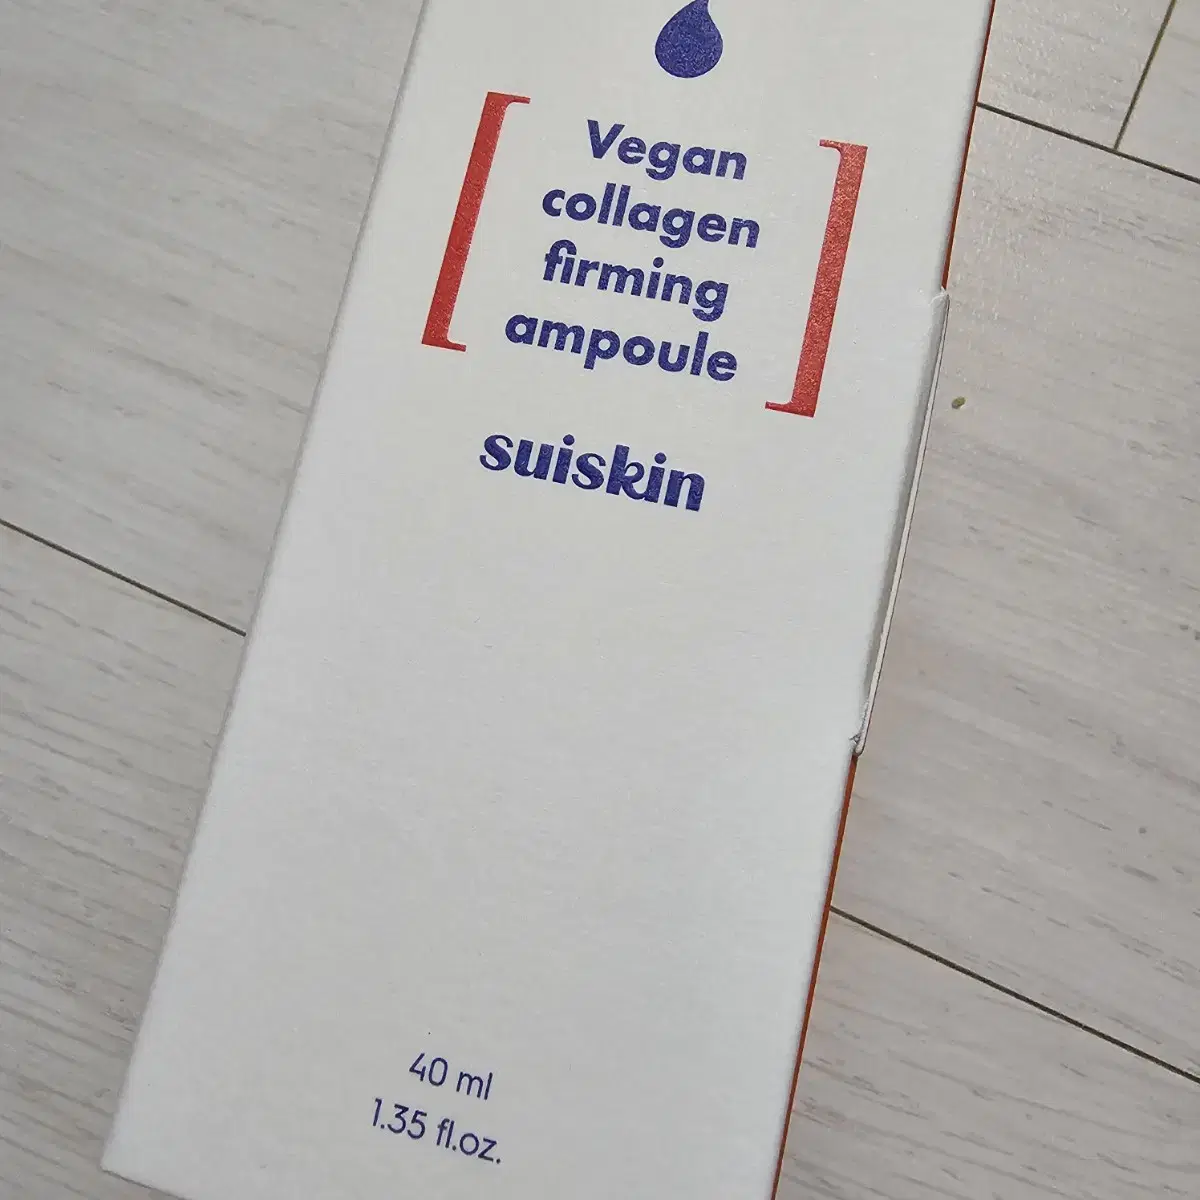 Vegan
collagen
firming
ampoule
suiskin
40 ml
1.35 fl.oz.